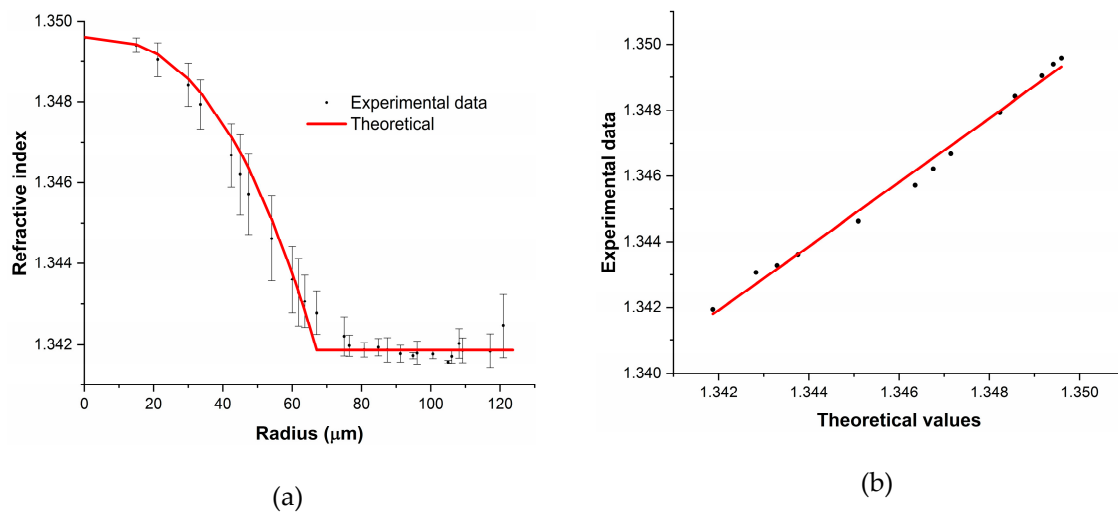 1.350
1.348
1.346
1.344
1.342
Refractive index
0
20
40
60
80
100
120
Radius (μm)
Experimental data
Theoretical
(a)
1.350
1.348
1.346
1.344
1.342
1.340
Experimental data
1.342
1.344
1.346
1.348
1.350
Theoretical values
(b)